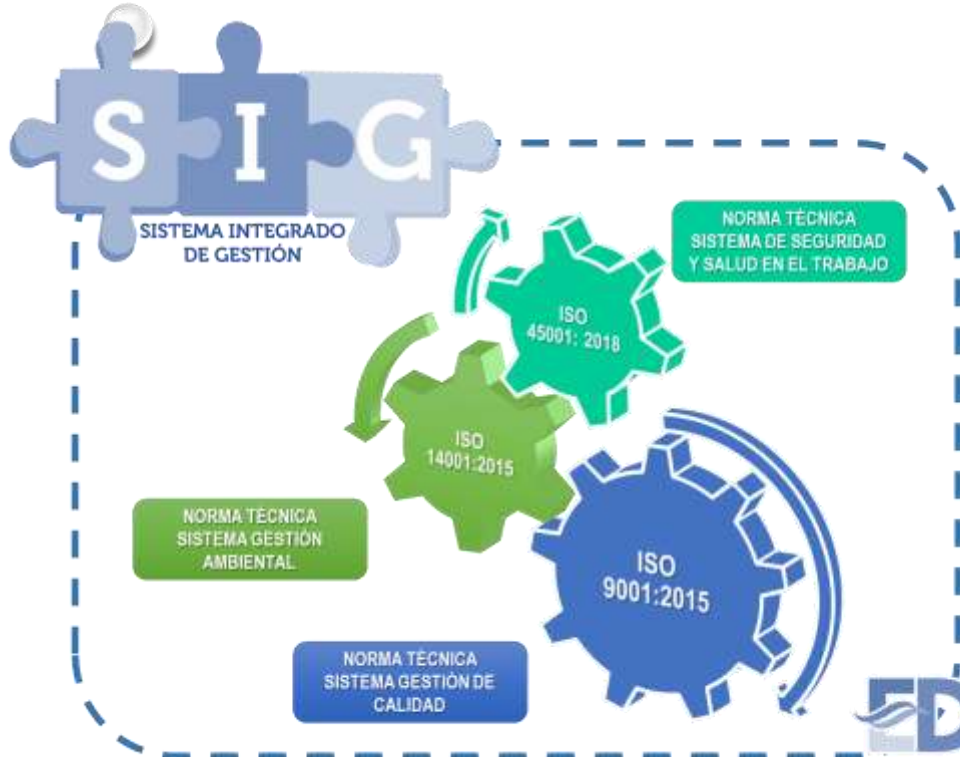 S I G
SISTEMA INTEGRADO
DE GESTIÓN
NORMA TÉCNICA
SISTEMA DE SEGURIDAD
Y SALUD EN EL TRABAJO
ISO
45001: 2018
ISO
14001:2015
NORMA TÉCNICA
SISTEMA GESTIÓN
AMBIENTAL
ISO
9001:2015
NORMA TÉCNICA
SISTEMA GESTIÓN DE
CALIDAD
ED